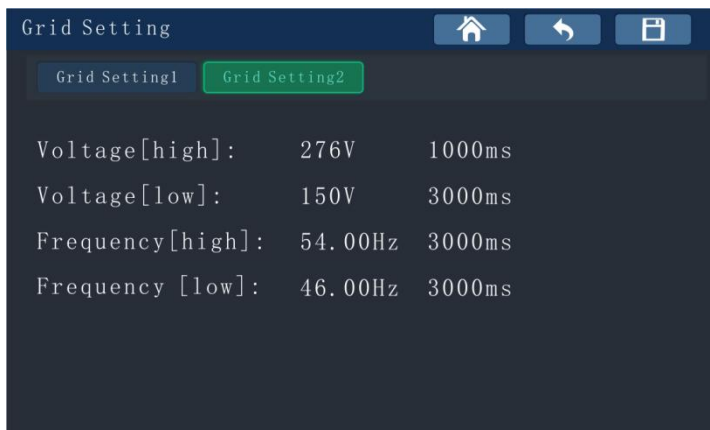 Grid Setting
Grid Setting1 Grid Setting2
Voltage[high]: 276V 1000ms
Voltage[low]: 150V 3000ms
Frequency[high]: 54.00Hz 3000ms
Frequency [low]: 46.00Hz 3000ms